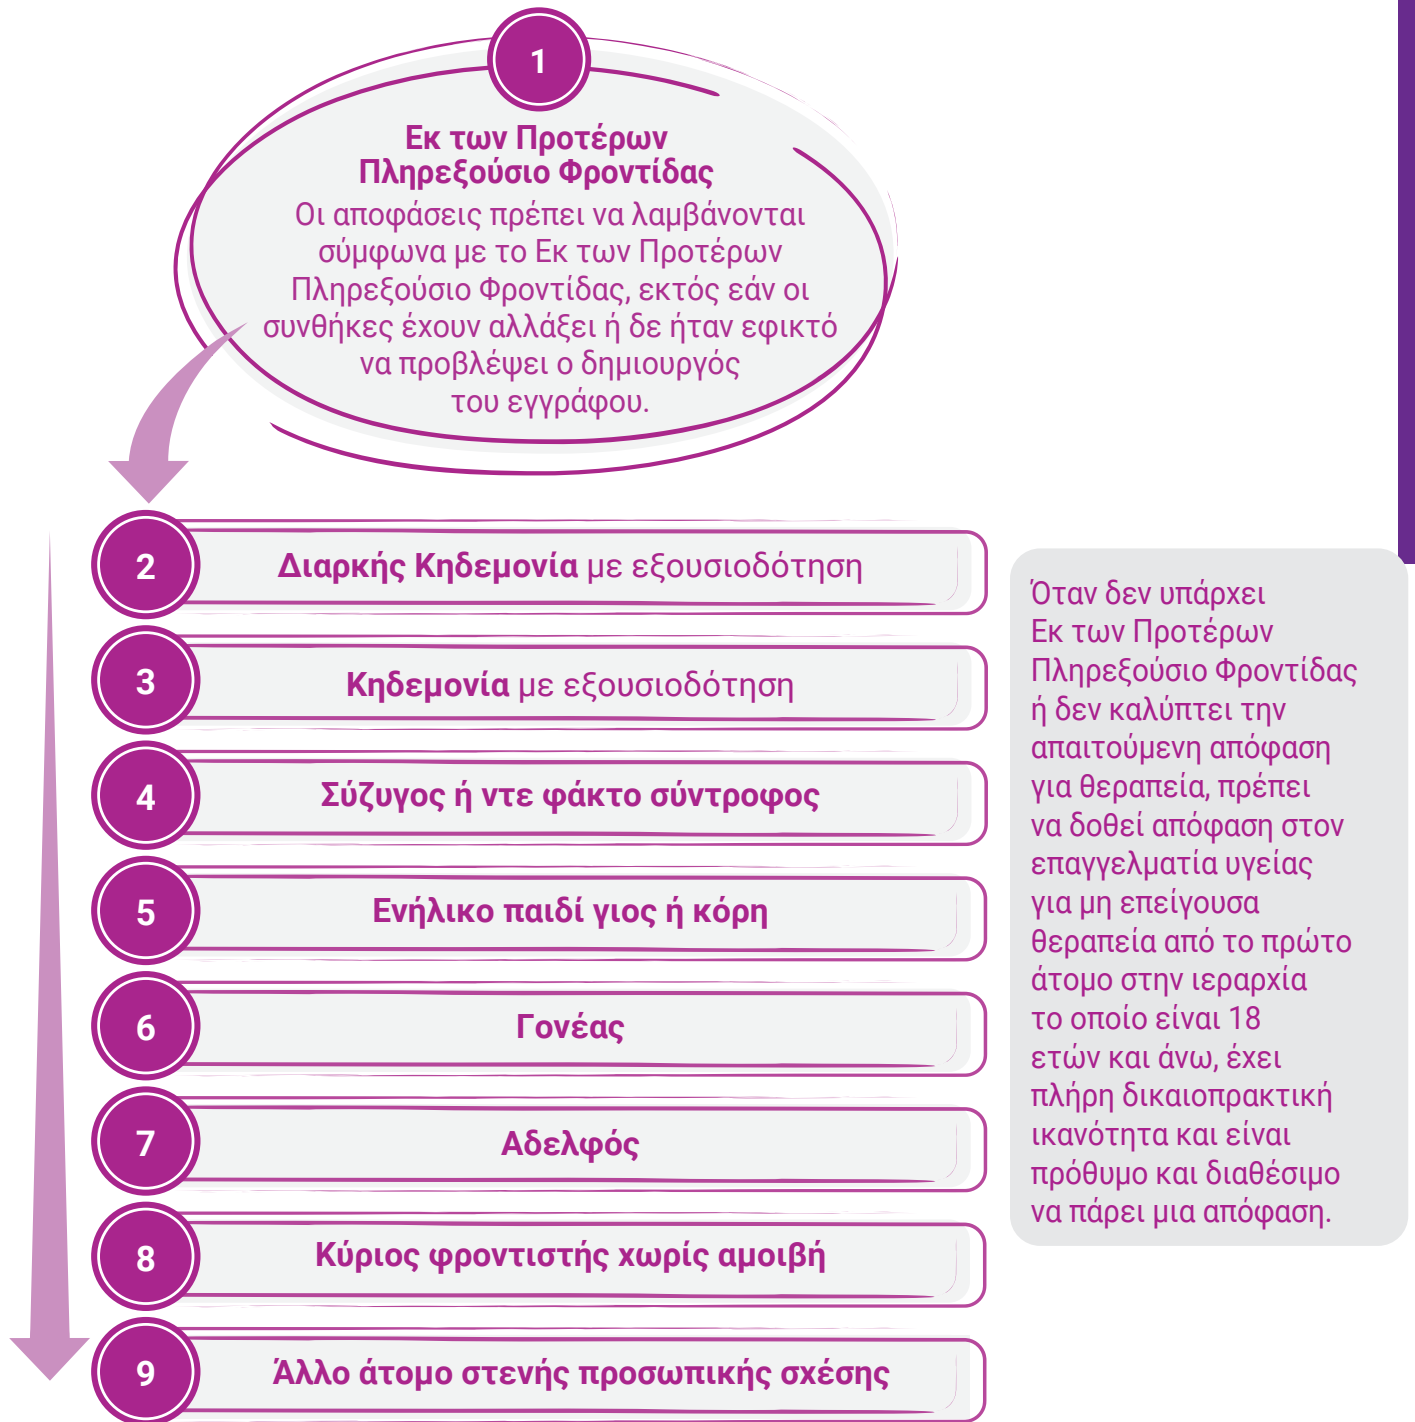 1
Εκ των Προτέρων
Πληρεξούσιο Φροντίδας
Οι αποφάσεις πρέπει να λαμβάνονται
σύμφωνα με το Εκ των Προτέρων
Πληρεξούσιο Φροντίδας, εκτός εάν οι
συνθήκες έχουν αλλάξει ή δε ήταν εφικτό
να προβλέψει ο δημιουργός
του εγγράφου.
2
Διαρκής Κηδεμονία με εξουσιοδότηση
3
Κηδεμονία με εξουσιοδότηση
4
Σύζυγος ή ντε φάκτο σύντροφος
5
Ενήλικο παιδί γιος ή κόρη
6
Γονέας
7
Αδελφός
8
Κύριος φροντιστής χωρίς αμοιβή
9
Άλλο άτομο στενής προσωπικής σχέσης
Όταν δεν υπάρχει
Εκ των Προτέρων
Πληρεξούσιο Φροντίδας
ή δεν καλύπτει την
απαιτούμενη απόφαση
για θεραπεία, πρέπει
να δοθεί απόφαση στον
επαγγελματία υγείας
για μη επείγουσα
θεραπεία από το πρώτο
άτομο στην ιεραρχία
το οποίο είναι 18
ετών και άνω, έχει
πλήρη δικαιοπρακτική
ικανότητα και είναι
πρόθυμο και διαθέσιμο
να πάρει μια απόφαση.